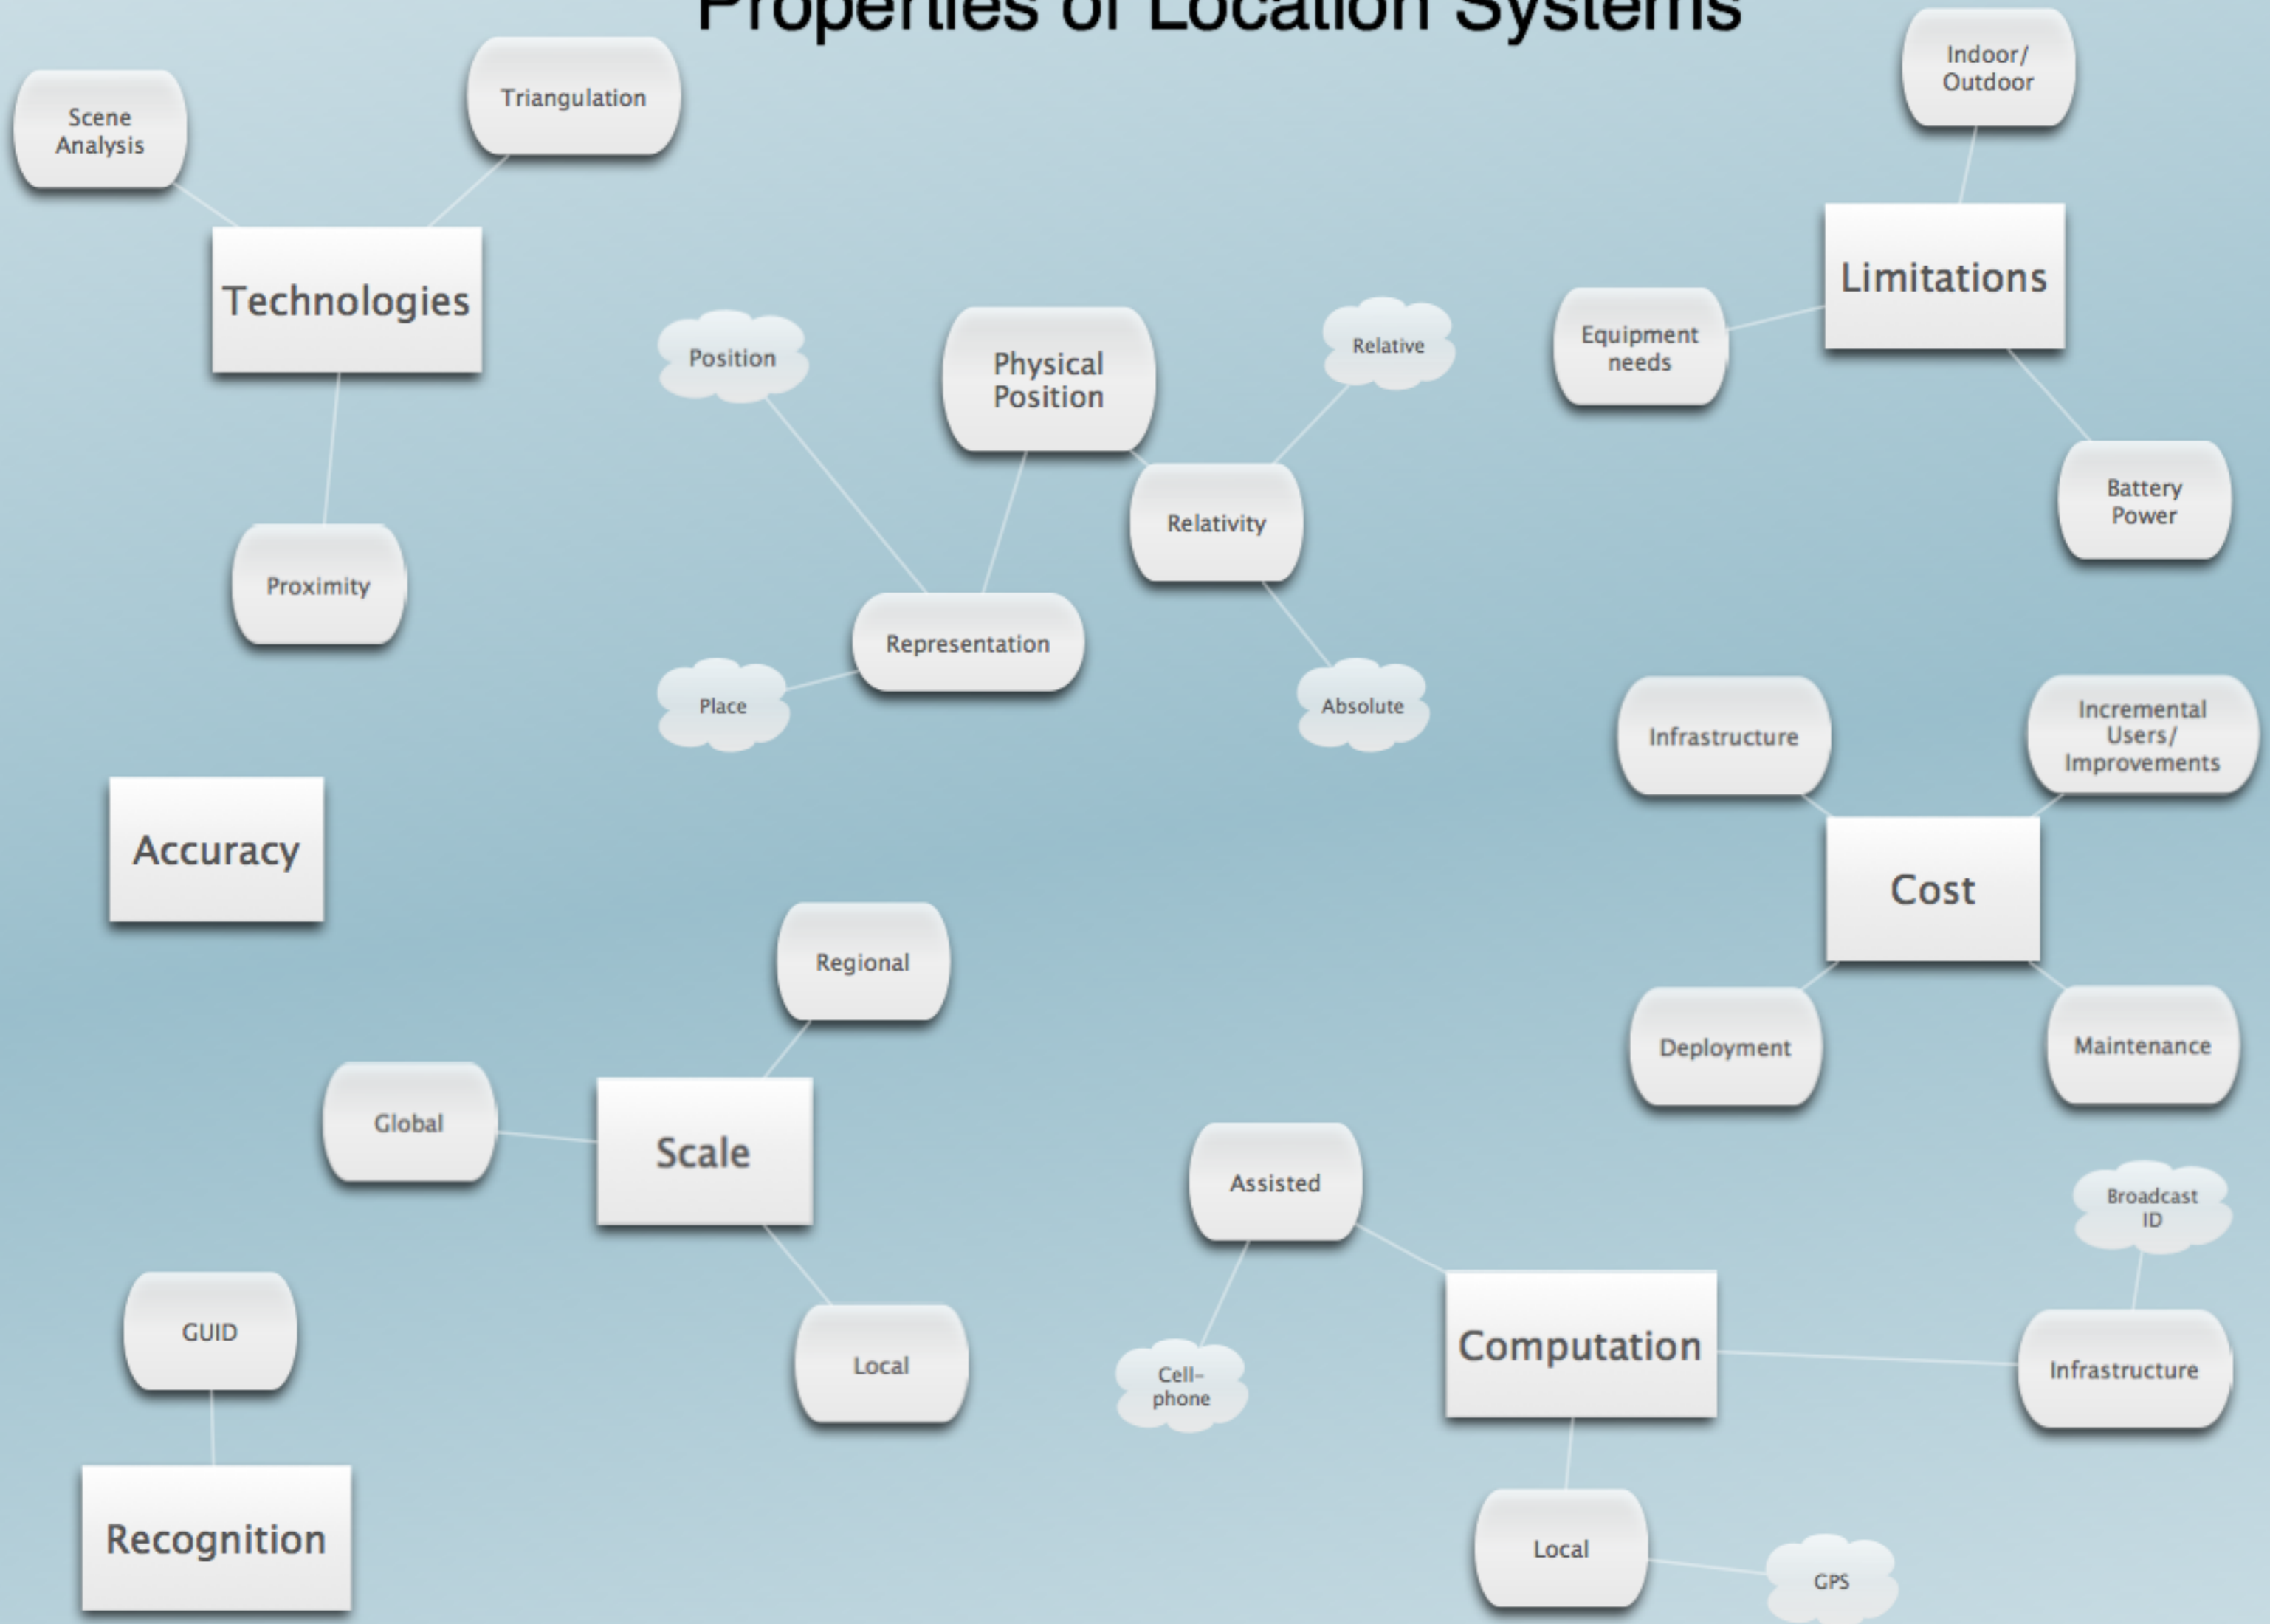 Properties of Location Systems
Scene
Analysis
Triangulation
Technologies
Proximity
Position
Physical
Position
Relative
Relativity
Representation
Place
Absolute
Indoor/
Outdoor
Limitations
Equipment
needs
Battery
Power
Accuracy
Infrastructure
Incremental
Users/
Improvements
Cost
Deployment
Maintenance
Regional
Global
Scale
Local
GUID
Recognition
Assisted
Cell-
phone
Computation
Broadcast
ID
Infrastructure
Local
GPS